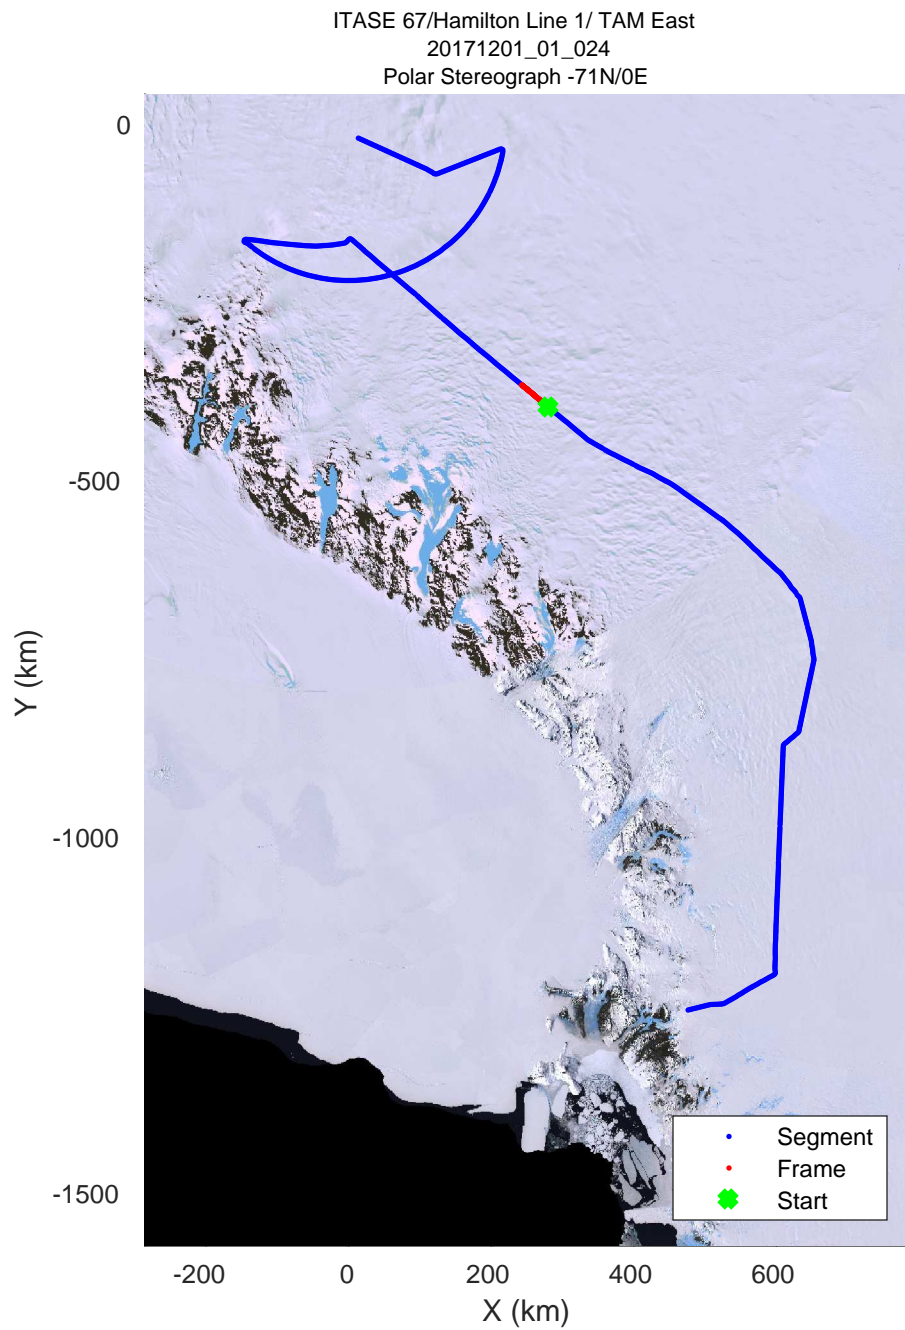 ITASE 67/Hamilton Line 1/ TAM East
20171201_01_024
Polar Stereograph -71N/0E
0
-500
-1000
-1500
Y (km)
Segment
Frame
Start
-200
0
200
400
600
X (km)